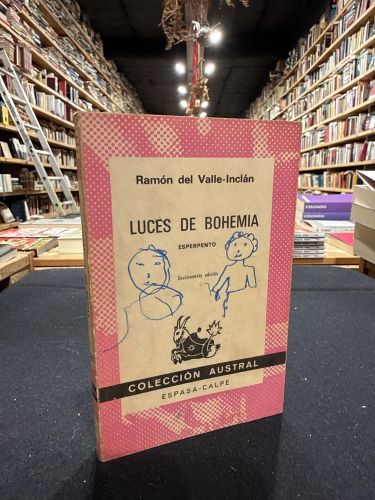 Ramón del Valle-Inclán
LUCES DE BOHEMIA
ESPERPENTO
Decimosexta edición
COLECCIÓN AUSTRAL
ESPASA-CALPE